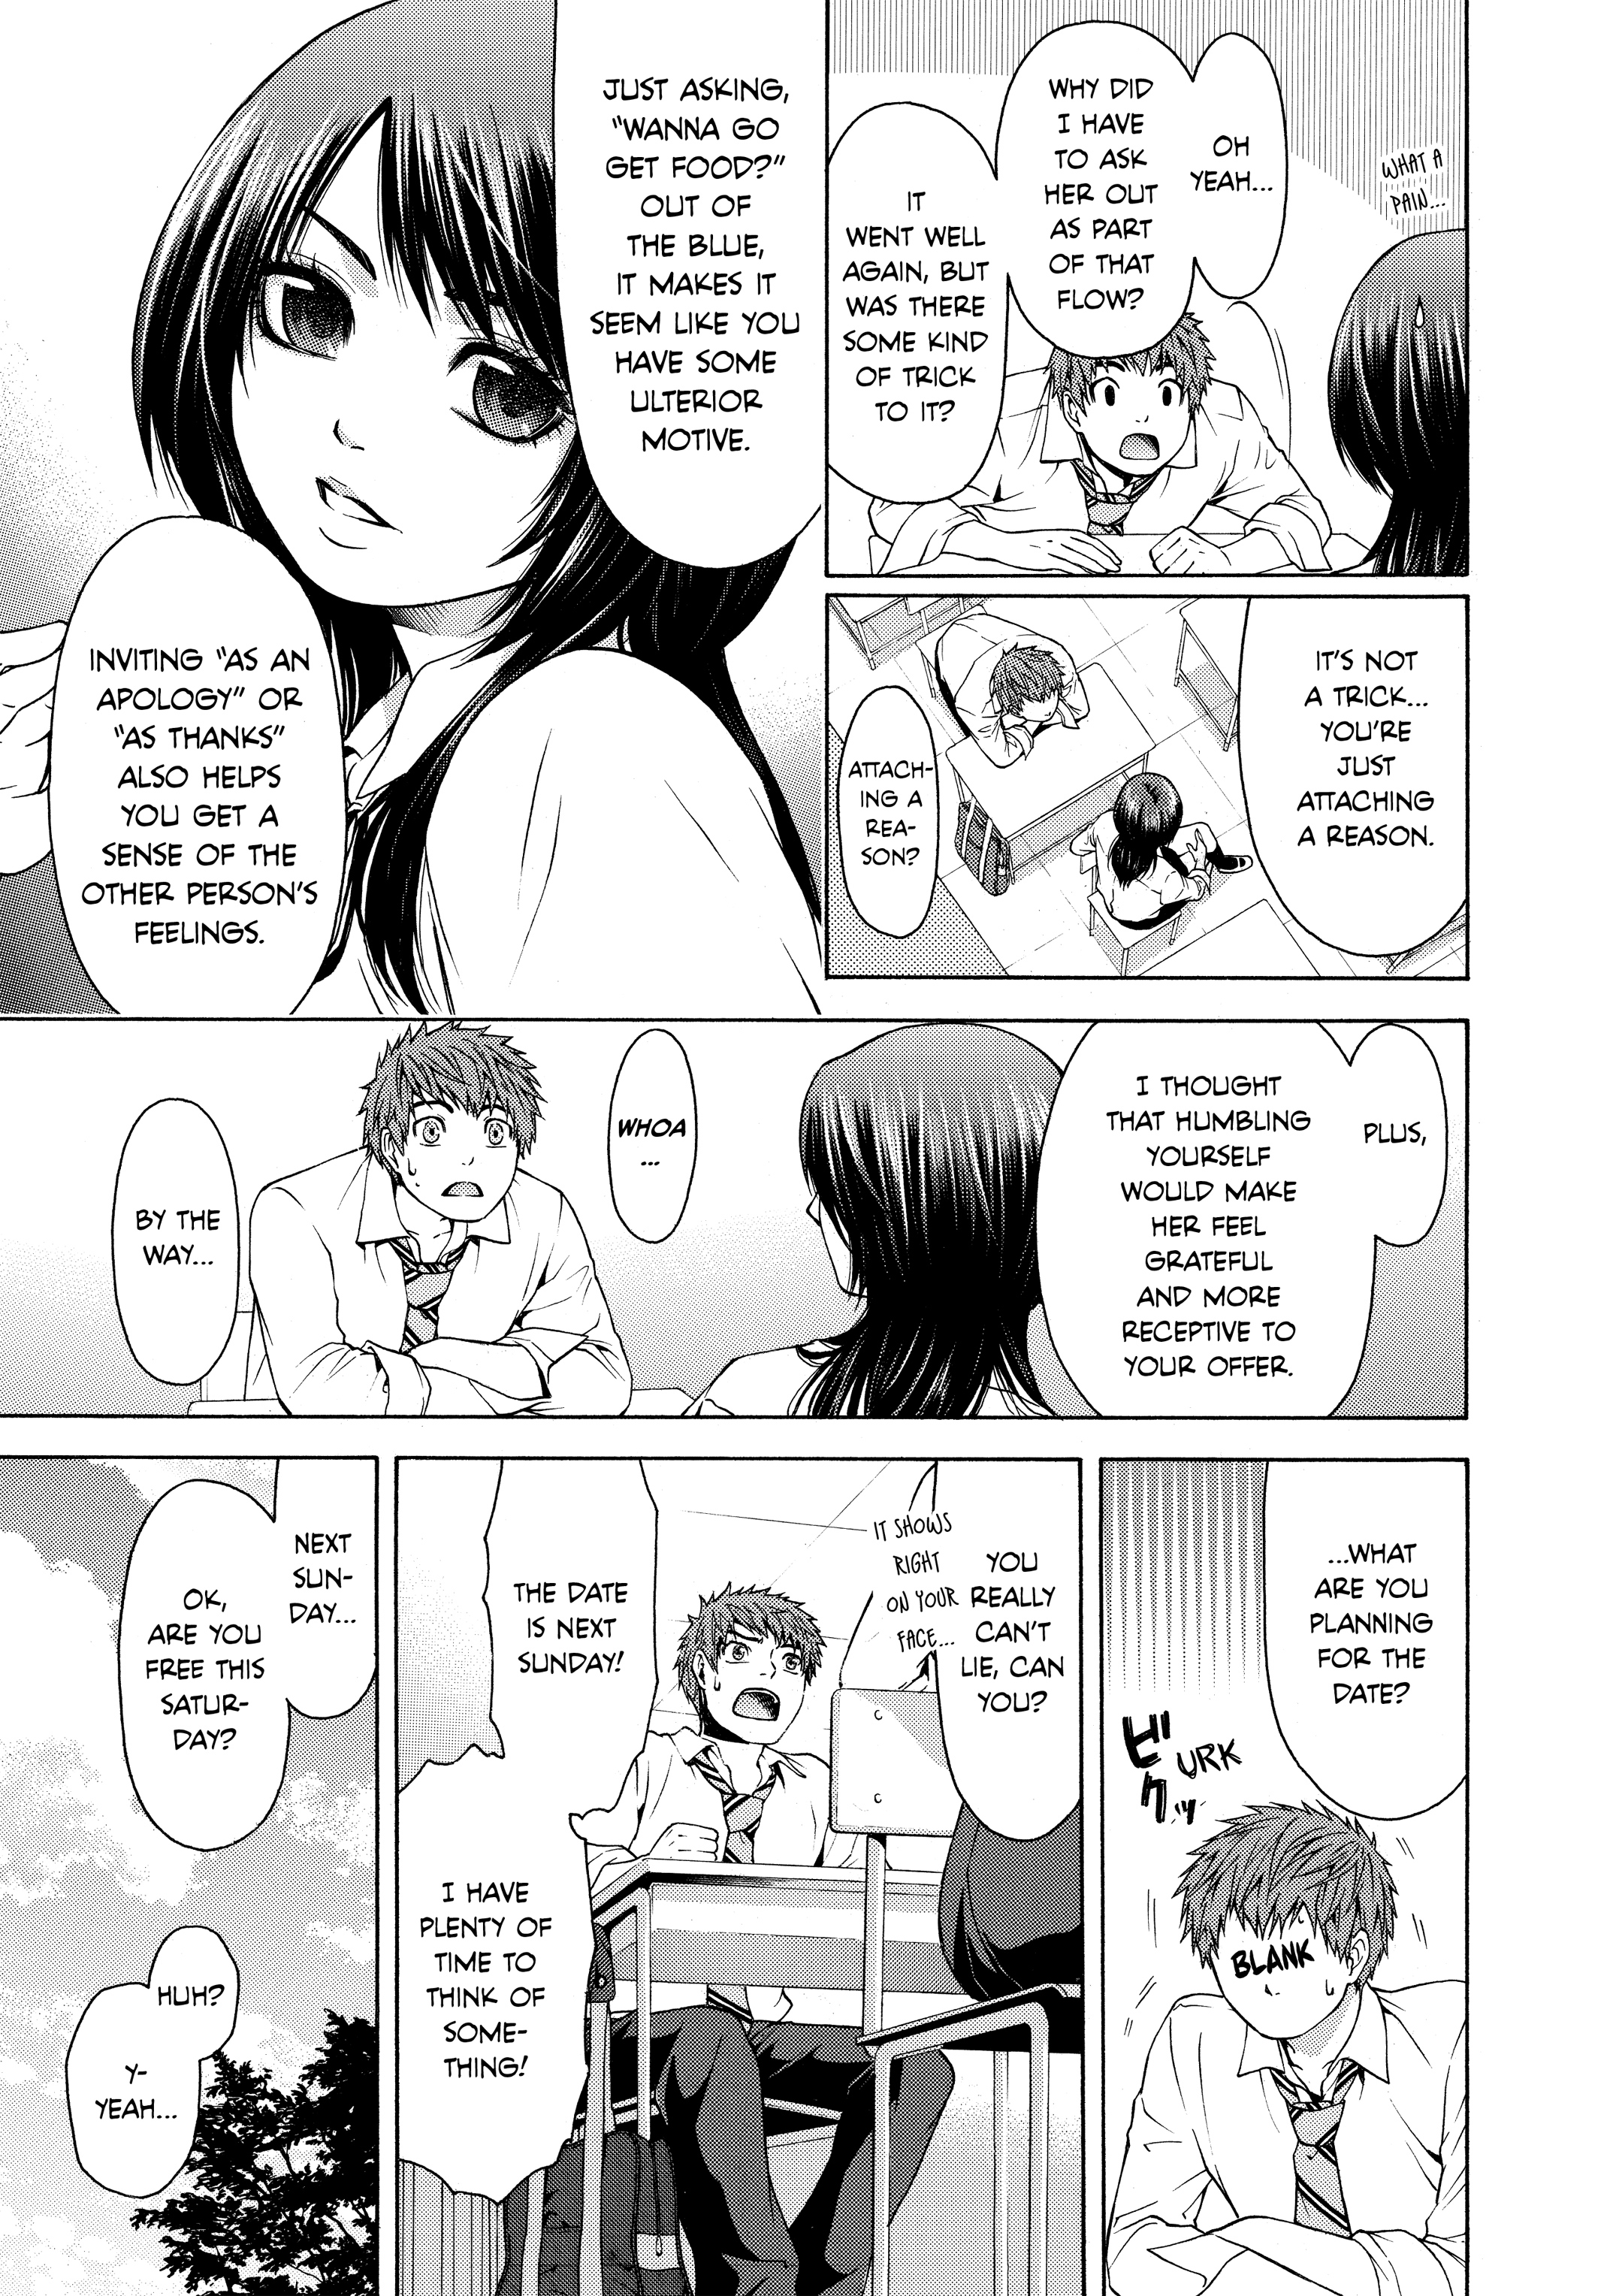 OH
YEAH...
WHY DID
I HAVE
TO ASK
HER OUT
AS PART
OF THAT
FLOW?
IT
WENT WELL
AGAIN, BUT
WAS THERE
SOME KIND
OF TRICK
TO IT?
WHAT A
PAIN...
IT'S NOT
A TRICK...
YOU'RE
JUST
ATTACHING
A REASON.
ATTACH-
ING A
REA-
SON?
JUST ASKING,
"WANNA GO
GET FOOD?"
OUT OF
THE BLUE,
IT MAKES IT
SEEM LIKE YOU
HAVE SOME
ULTERIOR
MOTIVE.
INVITING "AS AN
APOLOGY" OR
"AS THANKS"
ALSO HELPS
YOU GET A
SENSE OF THE
OTHER PERSON'S
FEELINGS.
PLUS,
I THOUGHT
THAT HUMBLING
YOURSELF
WOULD MAKE
HER FEEL
GRATEFUL
AND MORE
RECEPTIVE TO
YOUR OFFER.
WHOA
...
BY THE
WAY...
...WHAT
ARE YOU
PLANNING
FOR THE
DATE?
ビクッ
URK
BLANK
YOU
REALLY
CAN'T
LIE, CAN
YOU?
IT SHOWS
RIGHT
ON YOUR
FACE...
THE DATE
IS NEXT
SUNDAY!
I HAVE
PLENTY OF
TIME TO
THINK OF
SOME-
THING!
NEXT
SUN-
DAY...
OK,
ARE YOU
FREE THIS
SATUR-
DAY?
HUH?
Y-
YEAH...